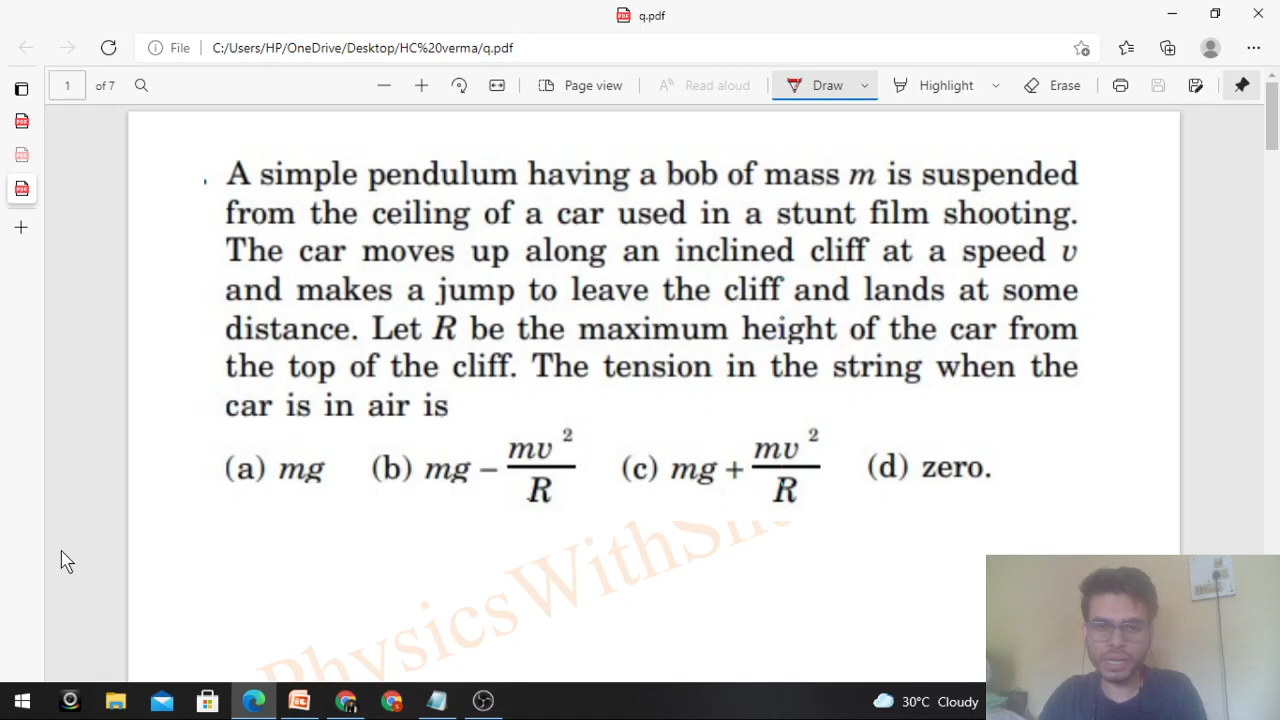 q.pdf
File C:/Users/HP/OneDrive/Desktop/HC%20verma/q.pdf
1 of 7 Page view Read aloud Draw Highlight Erase
A simple pendulum having a bob of mass m is suspended
from the ceiling of a car used in a stunt film shooting.
The car moves up along an inclined cliff at a speed v
and makes a jump to leave the cliff and lands at some
distance. Let R be the maximum height of the car from
the top of the cliff. The tension in the string when the
car is in air is
(a) mg (b) mg − mv²/R (c) mg + mv²/R (d) zero.
30°C Cloudy